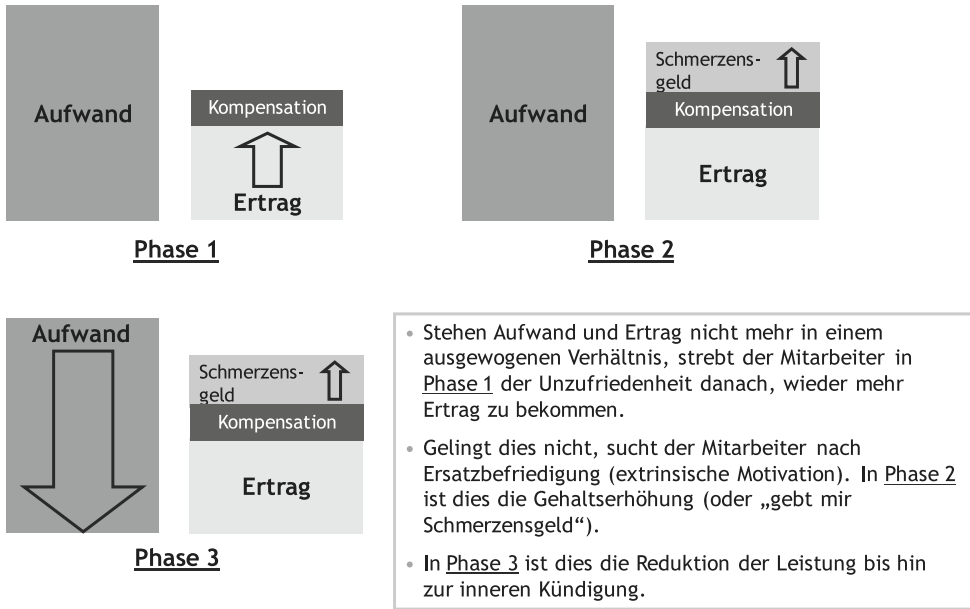 Aufwand
Kompensation
Ertrag
Phase 1
Aufwand
Schmerzens-
geld
Kompensation
Ertrag
Phase 2
Aufwand
Schmerzens-
geld
Kompensation
Ertrag
Phase 3
• Stehen Aufwand und Ertrag nicht mehr in einem
ausgewogenen Verhältnis, strebt der Mitarbeiter in
Phase 1 der Unzufriedenheit danach, wieder mehr
Ertrag zu bekommen.
• Gelingt dies nicht, sucht der Mitarbeiter nach
Ersatzbefriedigung (extrinsische Motivation). In Phase 2
ist dies die Gehaltserhöhung (oder „gebt mir
Schmerzensgeld“).
• In Phase 3 ist dies die Reduktion der Leistung bis hin
zur inneren Kündigung.